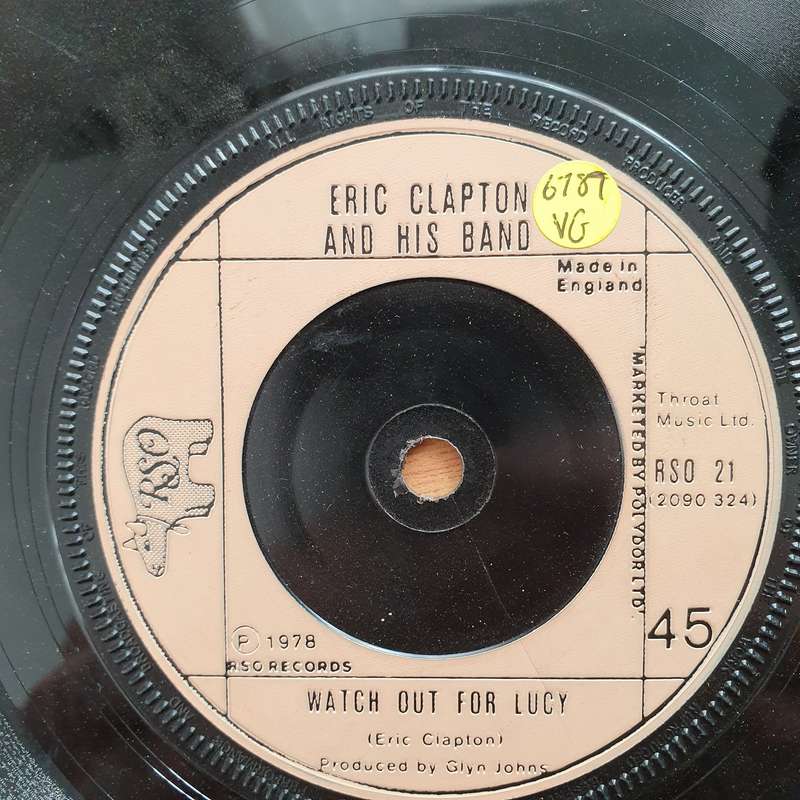 ALL RIGHTS OF THE RECORD PRODUCER AND OF THE OWNER
ERIC CLAPTON
AND HIS BAND
6787
VG
Made in
England
MARKETED BY POLYDOR LTD.
Throat
Music Ltd.
RSO 21
(2090 324)
RSO
45
P 1978
RSO RECORDS
WATCH OUT FOR LUCY
(Eric Clapton)
Produced by Glyn Johns